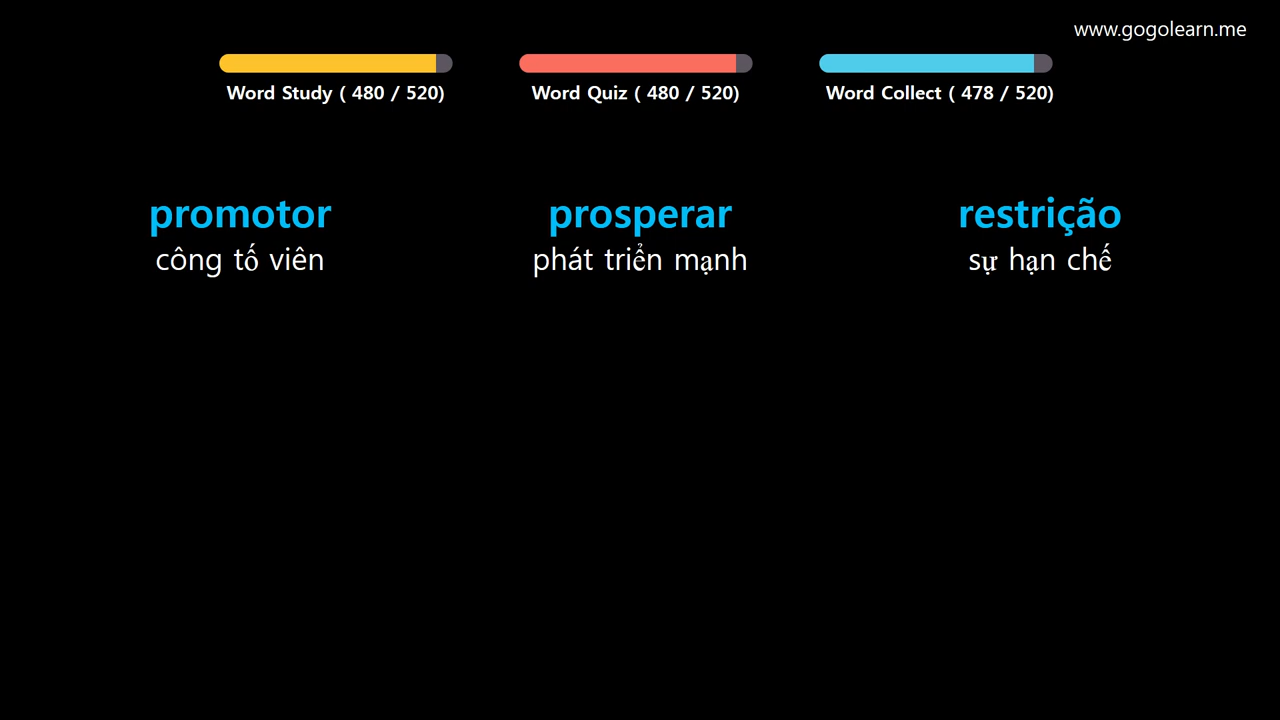 www.gogolearn.me
Word Study ( 480 / 520)
Word Quiz ( 480 / 520)
Word Collect ( 478 / 520)
promotor
công tố viên
prosperar
phát triển mạnh
restrição
sự hạn chế